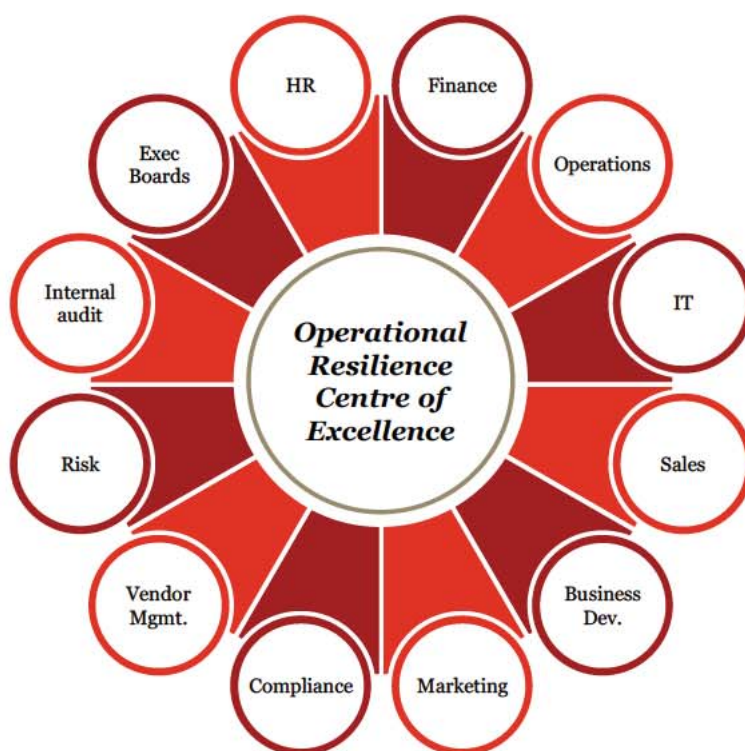 HR
Finance
Operations
IT
Sales
Business
Dev.
Marketing
Compliance
Vendor
Mgmt.
Risk
Internal
audit
Exec
Boards
Operational
Resilience
Centre of
Excellence